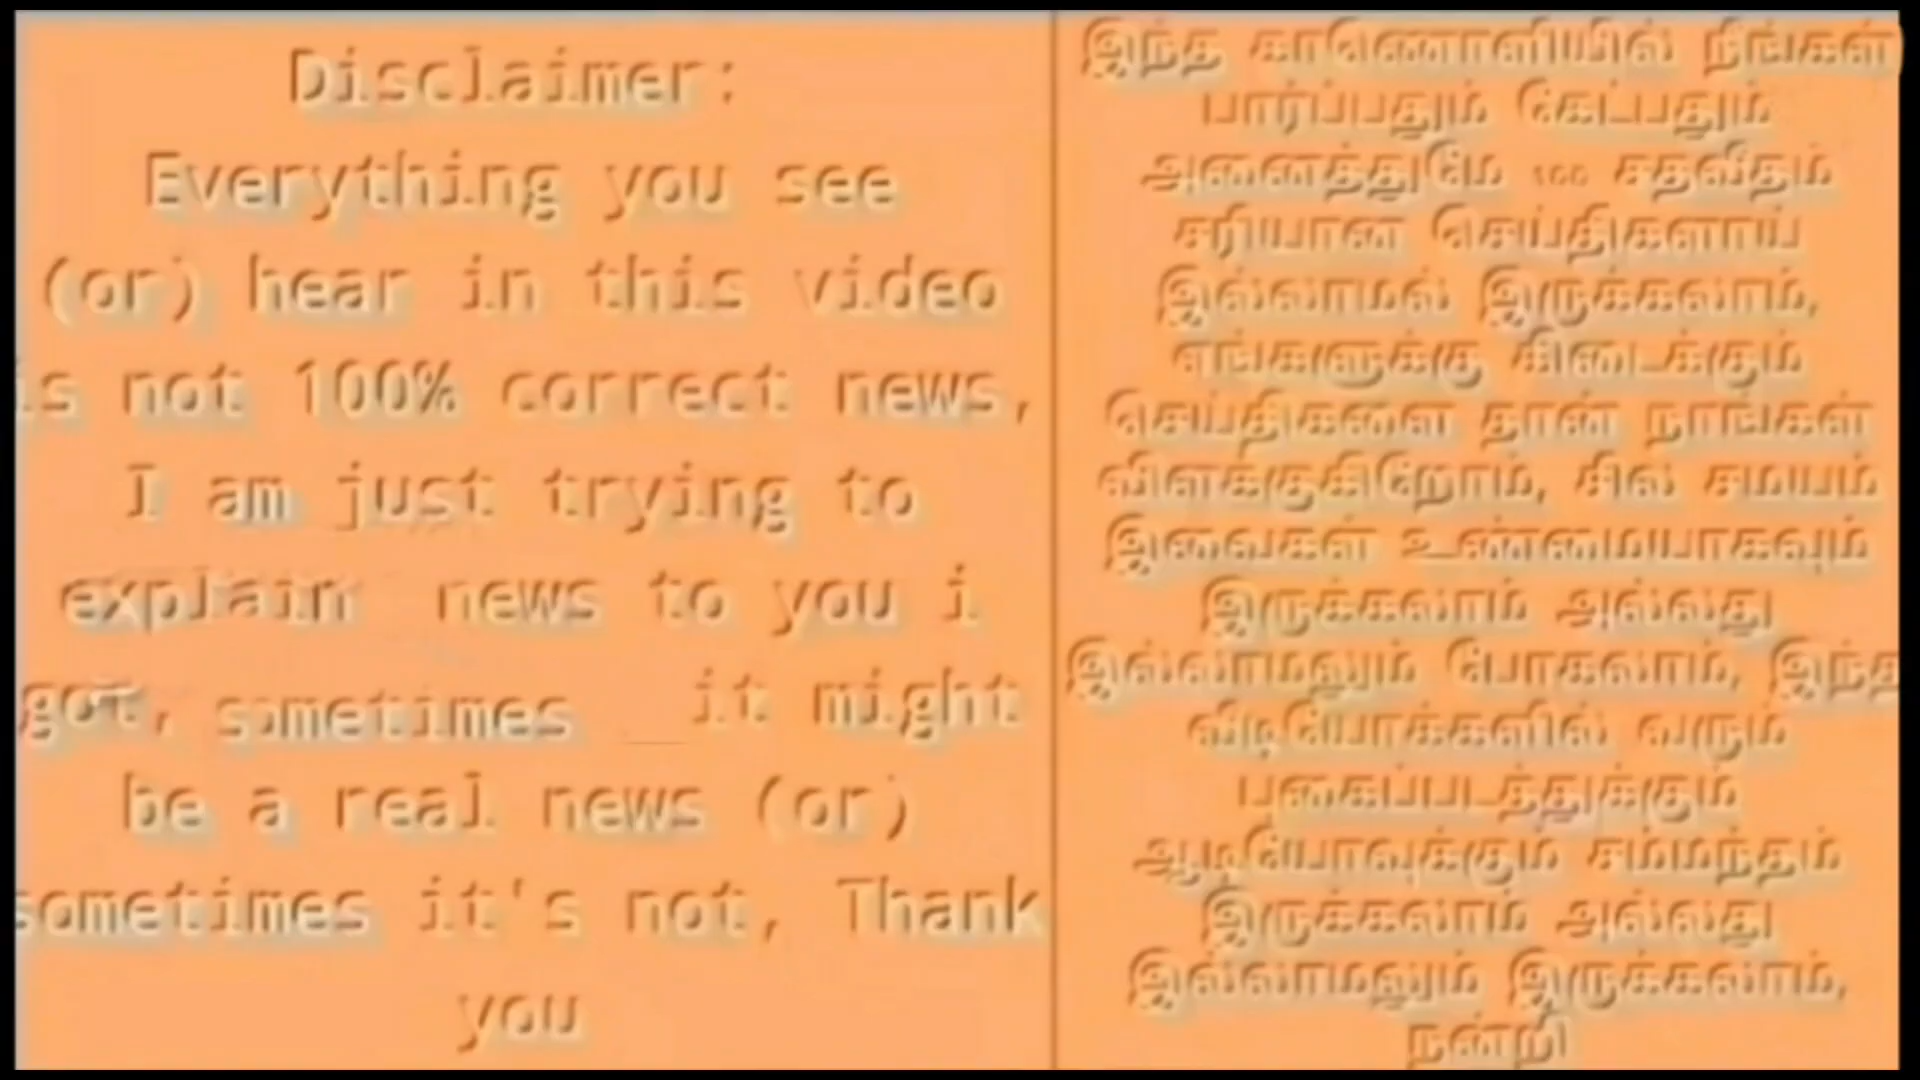 Disclaimer:
Everything you see
(or) hear in this video
is not 100% correct news,
I am just trying to
explain news to you i
got, sometimes _ it might
be a real news (or)
sometimes it's not, Thank
you
இந்த காணொளியில் நீங்கள்
பார்ப்பதும் கேட்பதும்
அனைத்துமே 100 சதவீதம்
சரியான செய்திகளாய்
இல்லாமல் இருக்கலாம்,
எங்களுக்கு கிடைக்கும்
செய்திகளை தான் நாங்கள்
விளக்குகிறோம், சில சமயம்
இவைகள் உண்மையாகவும்
இருக்கலாம் அல்லது
இல்லாமலும் போகலாம், இந்த
வீடியோக்களில் வரும்
புகைப்படத்துக்கும்
ஆடியோவுக்கும் சம்மந்தம்
இருக்கலாம் அல்லது
இல்லாமலும் இருக்கலாம்,
நன்றி